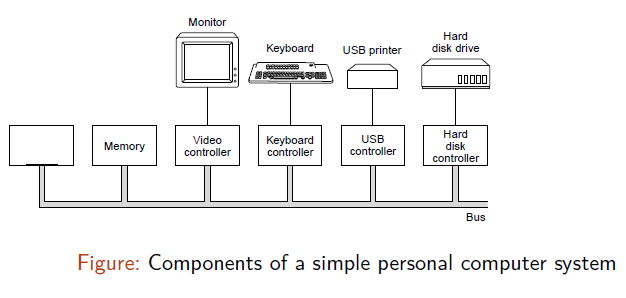 Monitor
Keyboard
USB printer
Hard
disk drive
Memory
Video
controller
Keyboard
controller
USB
controller
Hard
disk
controller
Bus
Figure: Components of a simple personal computer system